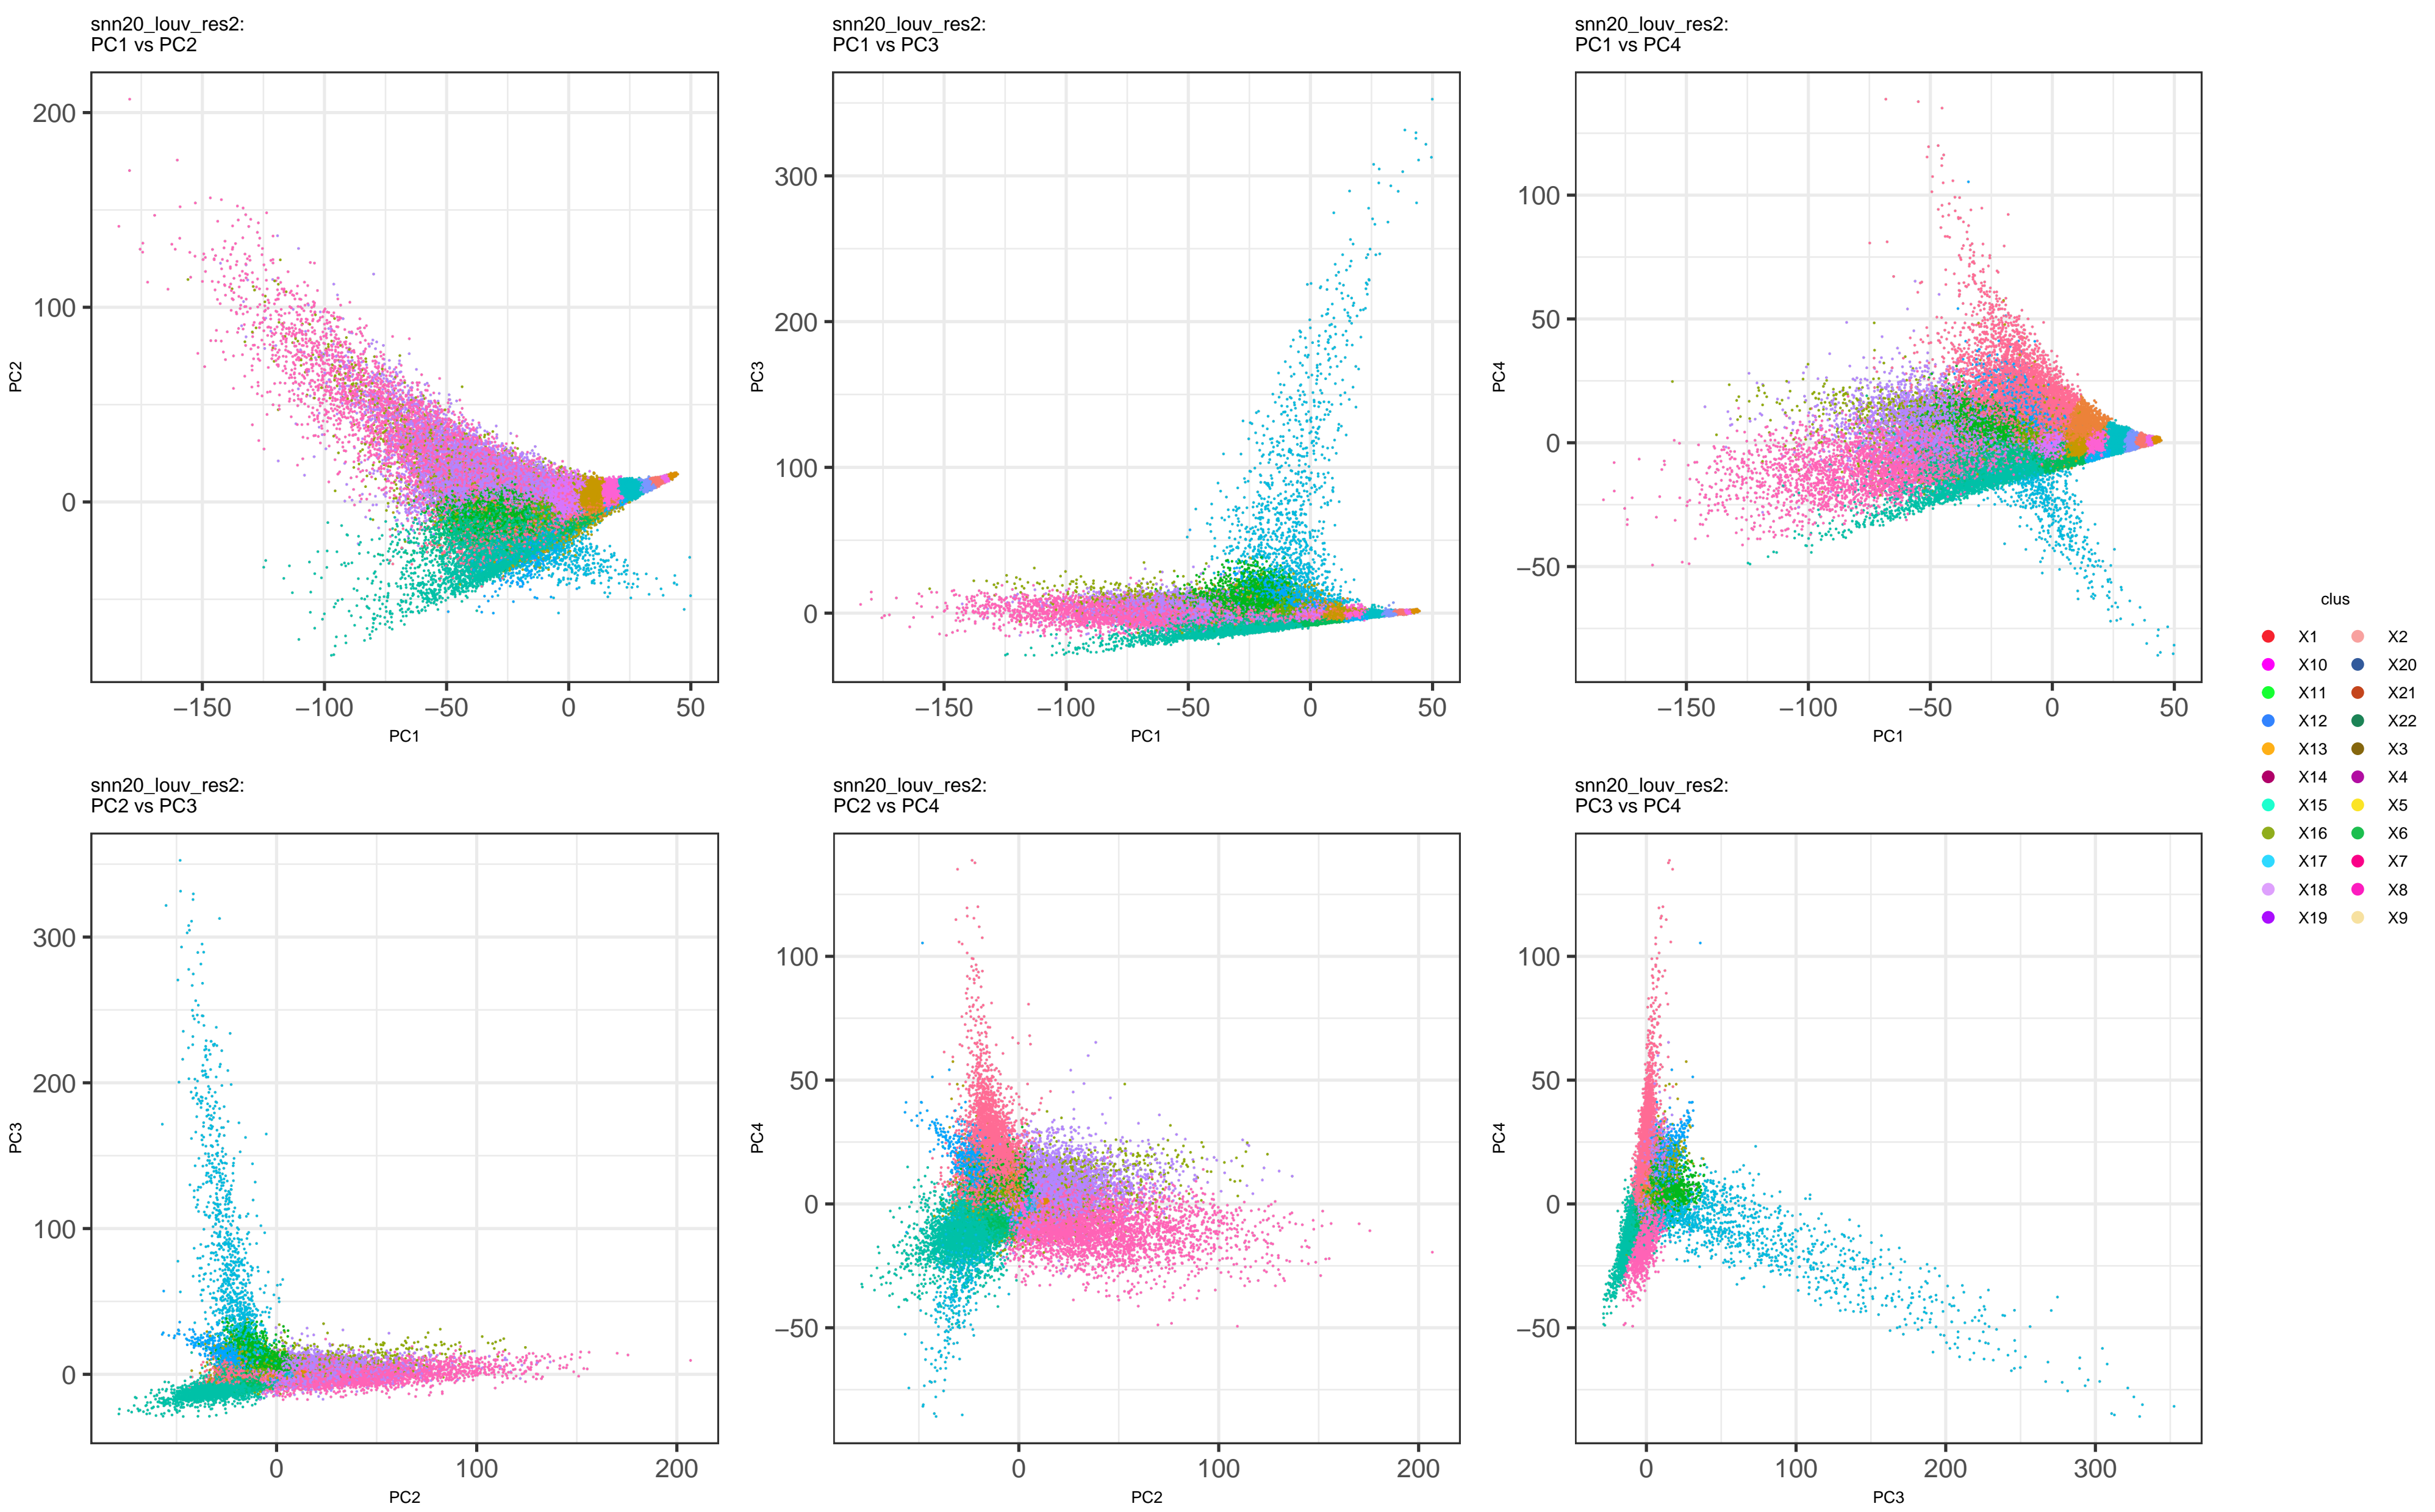 snn20_louv_res2:
PC1 vs PC2
200
100
0
PC2
−150 −100 −50 0 50
PC1
snn20_louv_res2:
PC1 vs PC3
300
200
100
0
PC3
−150 −100 −50 0 50
PC1
snn20_louv_res2:
PC1 vs PC4
100
50
0
−50
PC4
−150 −100 −50 0 50
PC1
snn20_louv_res2:
PC2 vs PC3
300
200
100
0
PC3
0 100 200
PC2
snn20_louv_res2:
PC2 vs PC4
100
50
0
−50
PC4
0 100 200
PC2
snn20_louv_res2:
PC3 vs PC4
100
50
0
−50
PC4
0 100 200 300
PC3
clus
X1 X2
X10 X20
X11 X21
X12 X22
X13 X3
X14 X4
X15 X5
X16 X6
X17 X7
X18 X8
X19 X9